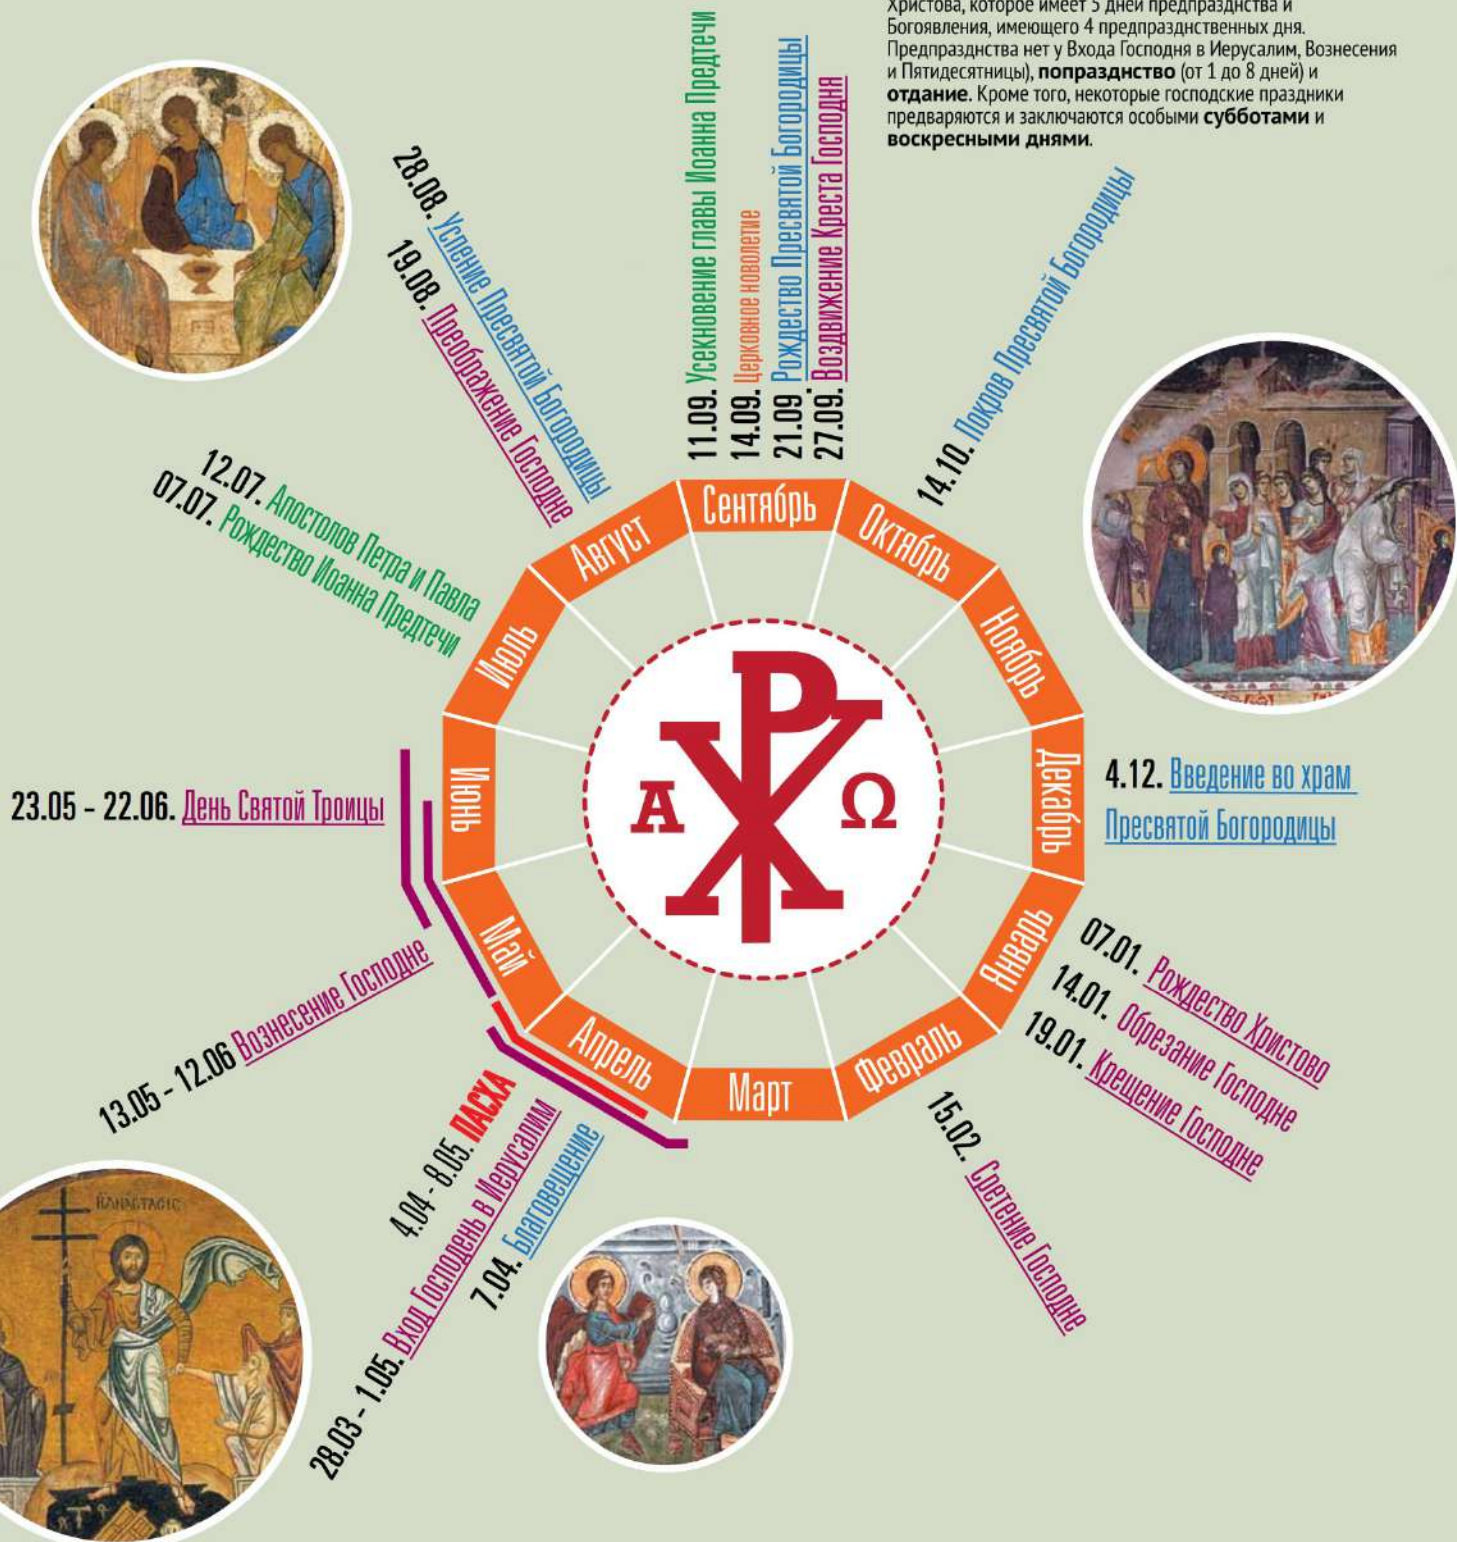 Христова, которое имеет 5 дней предпразднства и
Богоявления, имеющего 4 предпразднственных дня.
Предпразднства нет у Входа Господня в Иерусалим, Вознесения
и Пятидесятницы), попразднство (от 1 до 8 дней) и
отдание. Кроме того, некоторые господские праздники
предваряются и заключаются особыми субботами и
воскресными днями.
11.09. Усекновение главы Иоанна Предтечи
14.09. Церковное новолетие
21.09. Рождество Пресвятой Богородицы
27.09. Воздвижение Креста Господня
14.10. Покров Пресвятой Богородицы
4.12. Введение во храм
Пресвятой Богородицы
07.01. Рождество Христово
14.01. Обрезание Господне
19.01. Крещение Господне
15.02. Сретение Господне
7.04. Благовещение
28.03 - 1.05. Вход Господень в Иерусалим
4.04 - 8.05. ПАСХА
13.05 - 12.06 Вознесение Господне
23.05 - 22.06. День Святой Троицы
07.07. Рождество Иоанна Предтечи
12.07. Апостолов Петра и Павла
19.08. Преображение Господне
28.08. Успение Пресвятой Богородицы
Сентябрь
Октябрь
Ноябрь
Декабрь
Январь
Февраль
Март
Апрель
Май
Июнь
Июль
Август
Α Ω